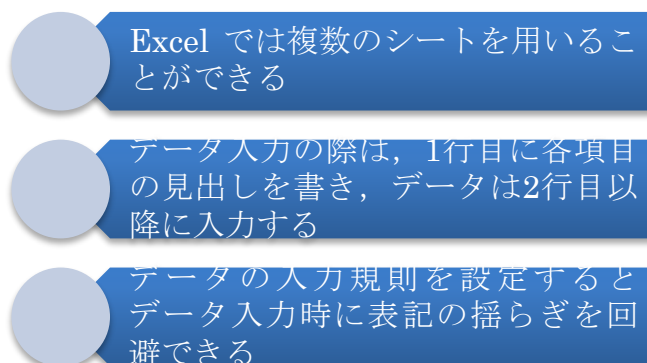 Excel では複数のシートを用いるこ
とができる
データ入力の際は，1行目に各項目
の見出しを書き，データは2行目以
降に入力する
データの入力規則を設定すると
データ入力時に表記の揺らぎを回
避できる